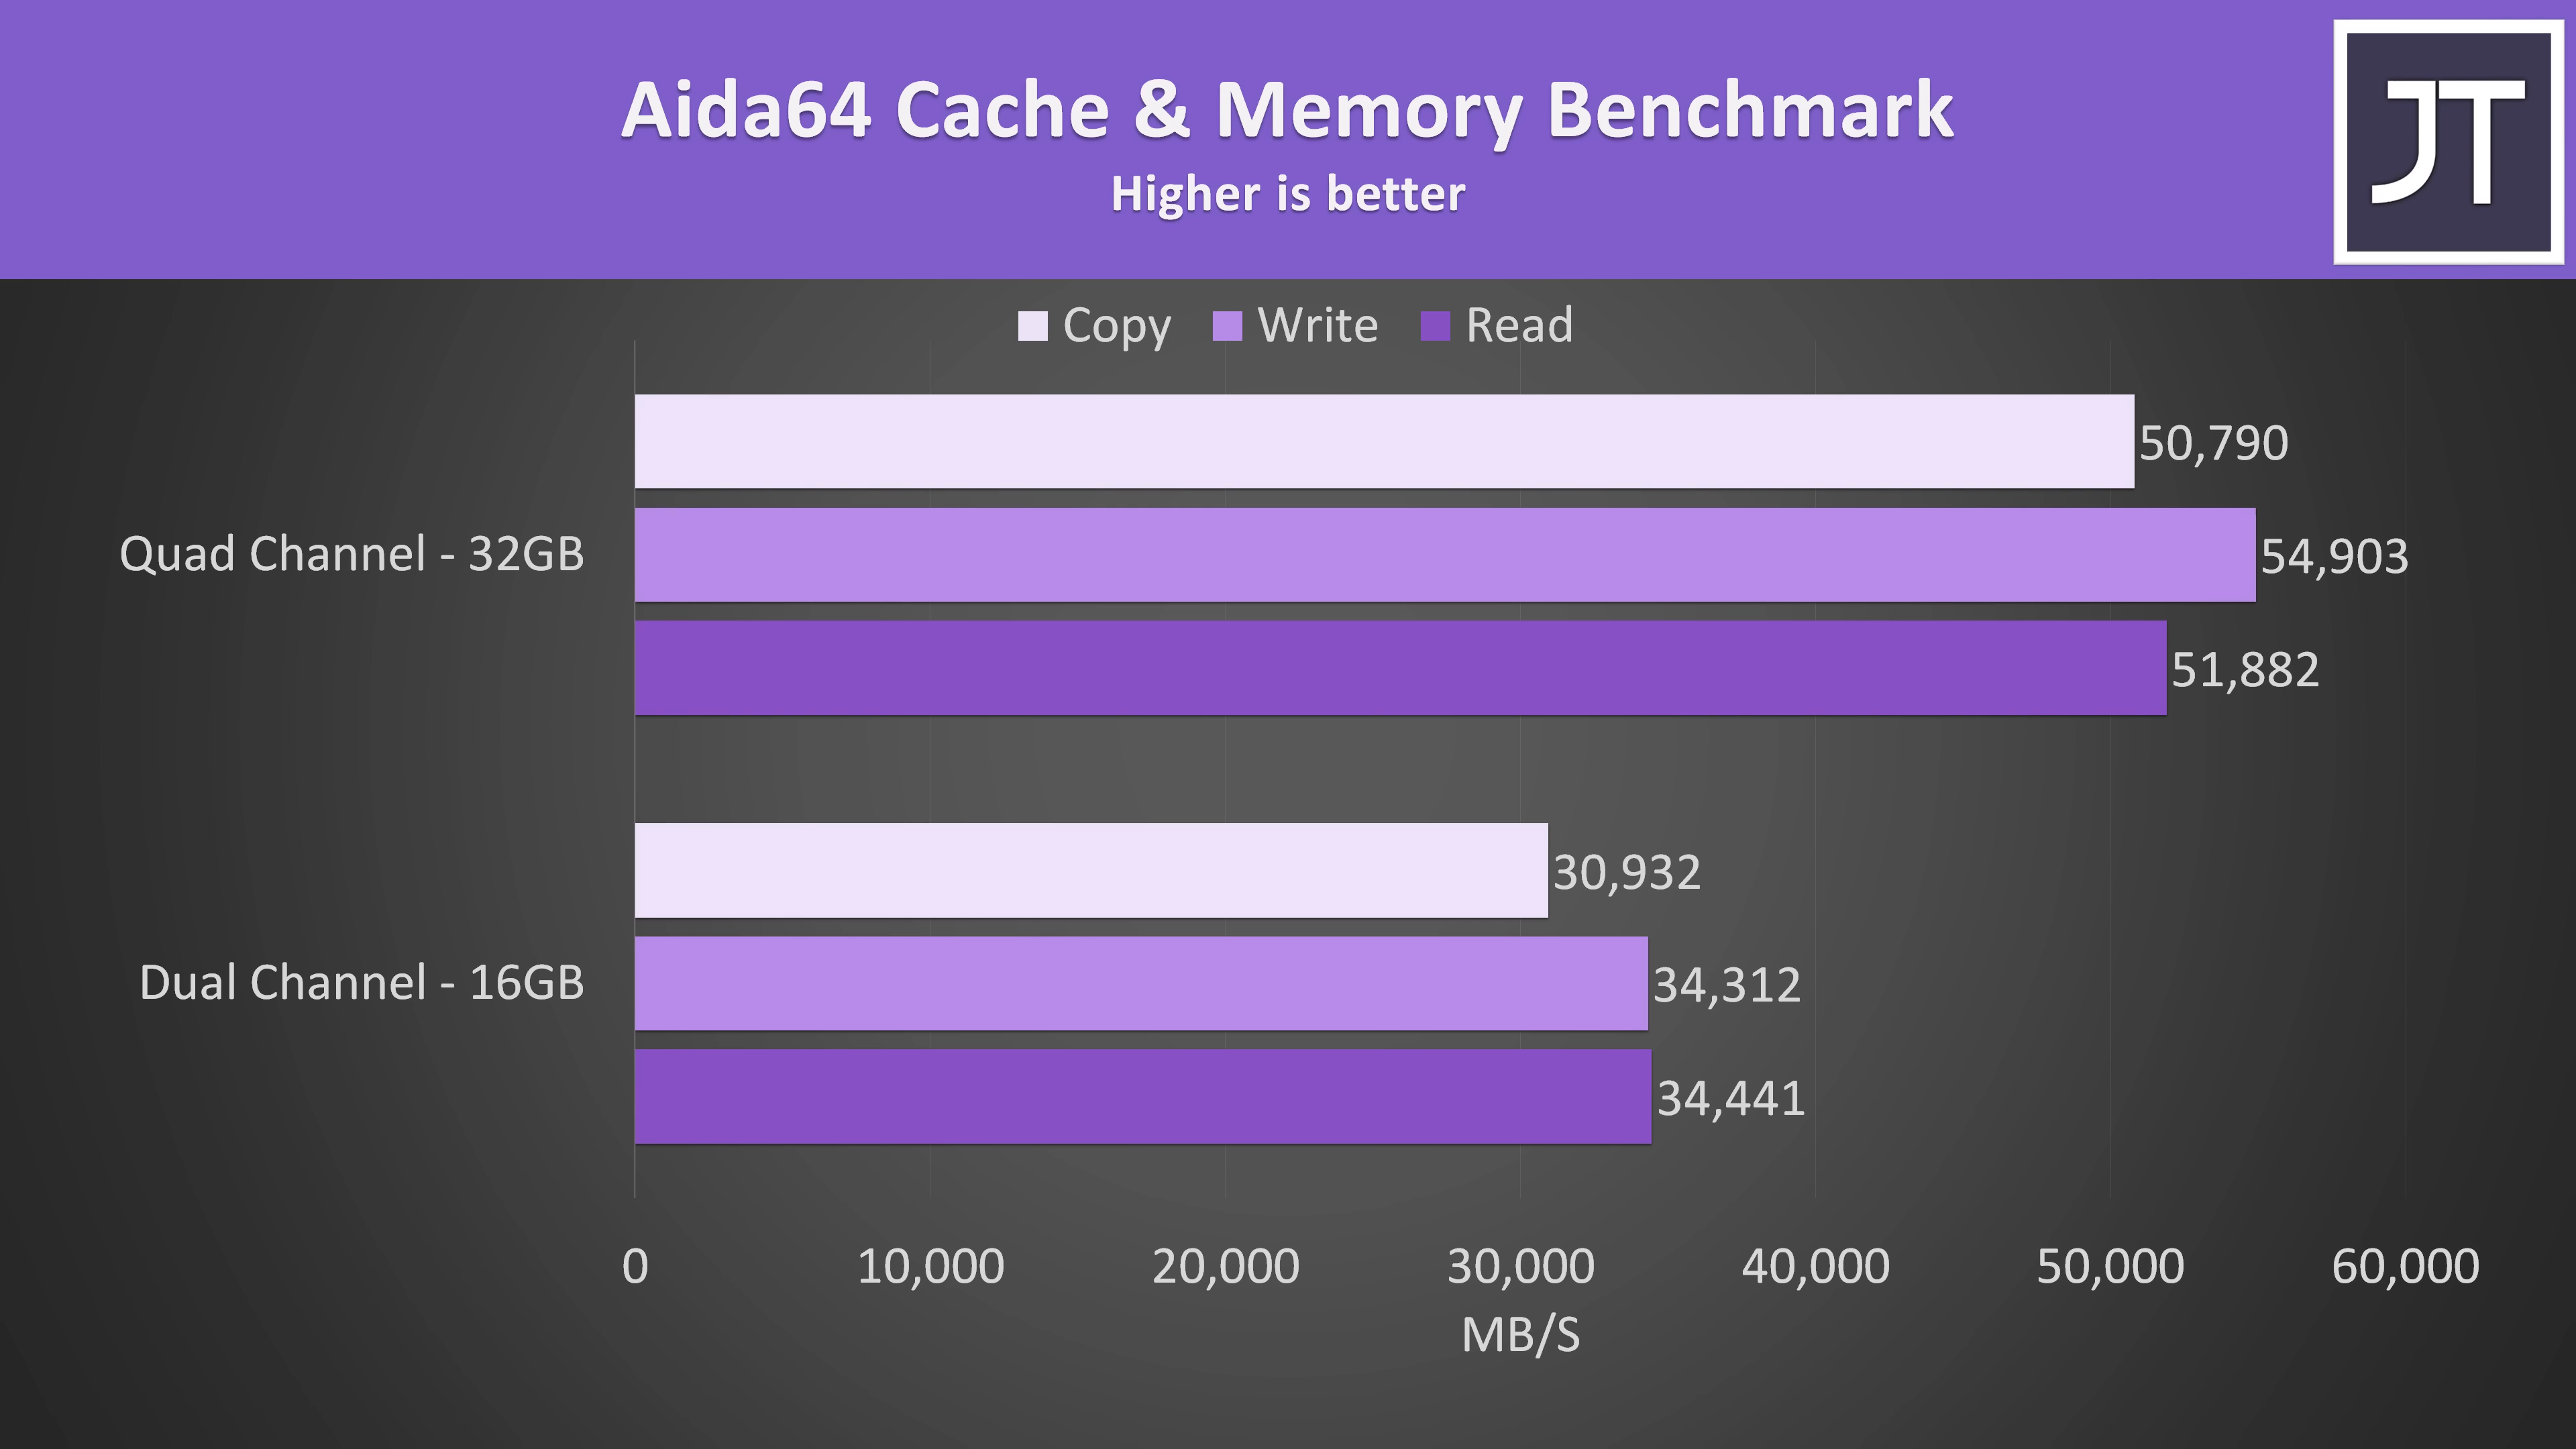 Aida64 Cache & Memory Benchmark
Higher is better
JT
Copy Write Read
50,790
Quad Channel - 32GB
54,903
51,882
30,932
Dual Channel - 16GB
34,312
34,441
0 10,000 20,000 30,000 40,000 50,000 60,000
MB/S